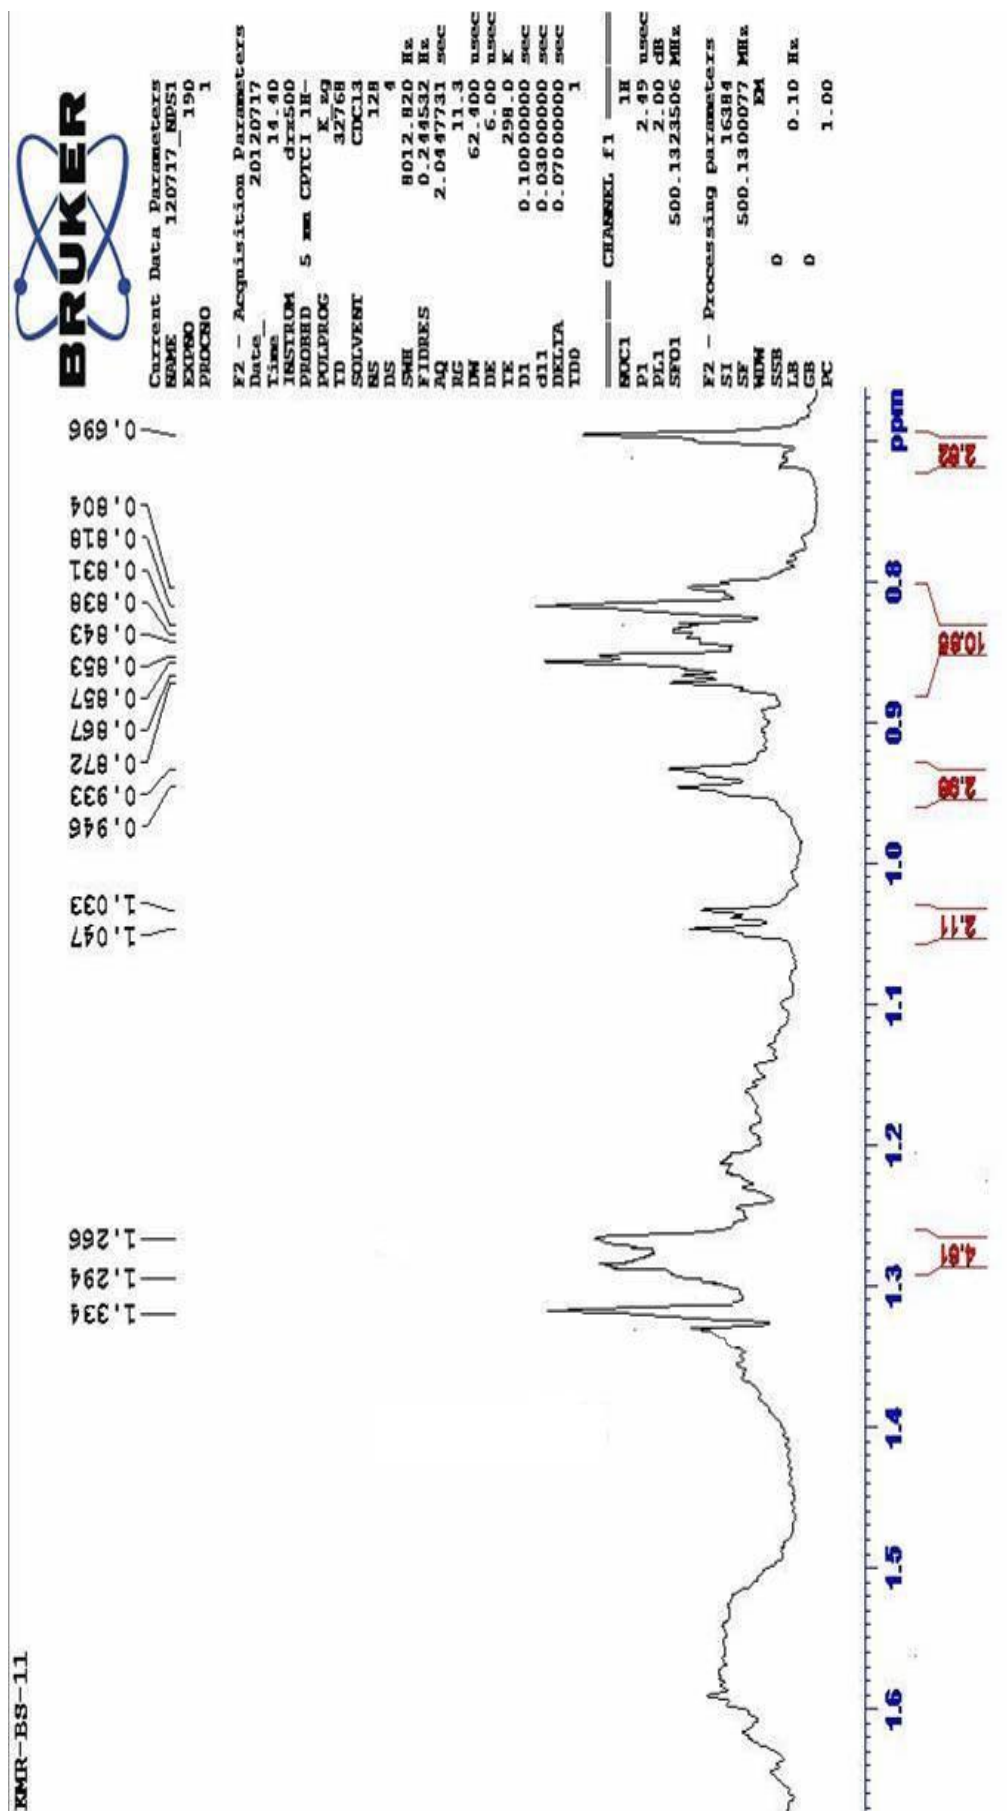 KMR-BS-11
BRUKER
Current Data Parameters
NAME 120717_NPS1
EXPNO 190
PROCNO 1
F2 - Acquisition Parameters
Date_ 20120717
Time 14.40
INSTRUM drx500
PROBHD 5 mm CPTCI 1H-
PULPROG K_zg
TD 32768
SOLVENT CDCl3
NS 128
DS 4
SWH 8012.820 Hz
FIDRES 0.244532 Hz
AQ 2.0447731 sec
RG 11.3
DW 62.400 usec
DE 6.00 usec
TE 298.0 K
D1 0.10000000 sec
d11 0.03000000 sec
DELTA 0.07000000 sec
TD0 1
CHANNEL f1
NUC1 1H
P1 2.49 usec
PL1 2.00 dB
SFO1 500.1323506 MHz
F2 - Processing parameters
SI 16384
SF 500.1300077 MHz
WDW EM
SSB 0
LB 0.10 Hz
GB 0
PC 1.00
1.334
1.294
1.266
1.047
1.033
0.946
0.933
0.872
0.867
0.857
0.853
0.843
0.838
0.831
0.818
0.804
0.696
1.6 1.5 1.4 1.3 1.2 1.1 1.0 0.9 0.8 ppm
4.61 2.11 2.98 10.65 2.62